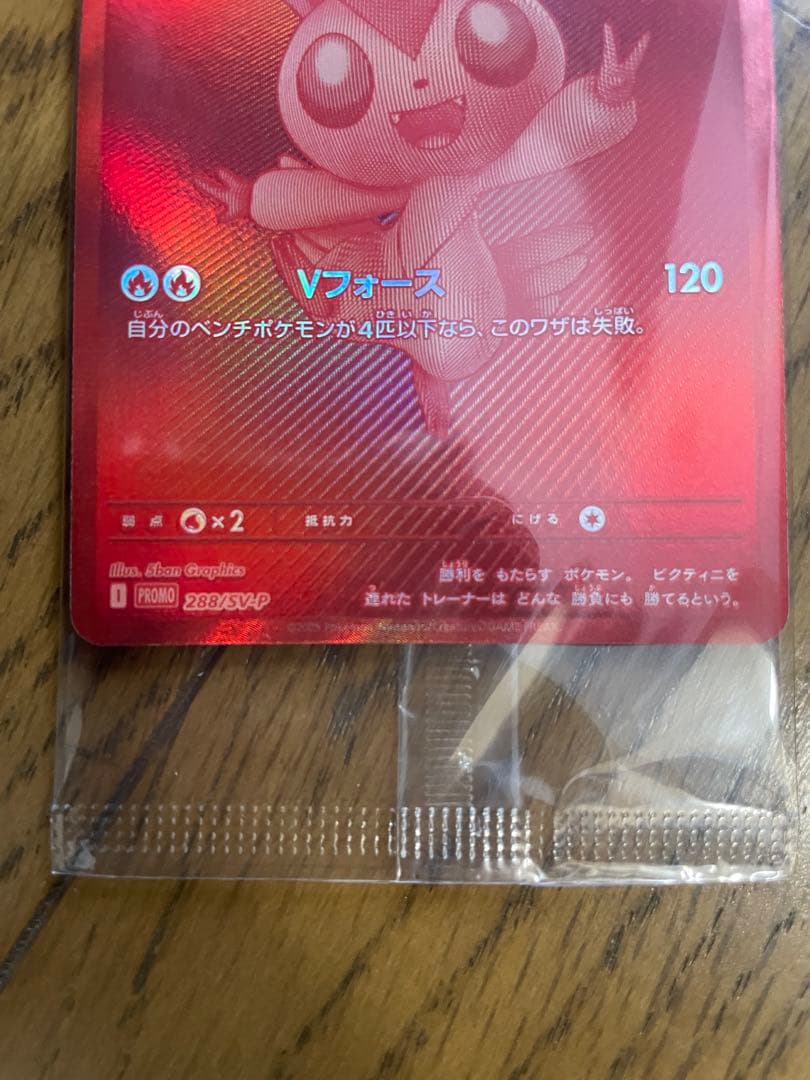 Vフォース 120
自分のベンチポケモンが4匹以下なら、このワザは失敗。
弱点 ×2 抵抗力 にげる
Illus. 5ban Graphics
勝利を もたらす ポケモン。 ビクティニを
I PROMO 288/SV-P
連れた トレーナーは どんな 勝負にも 勝てるという。